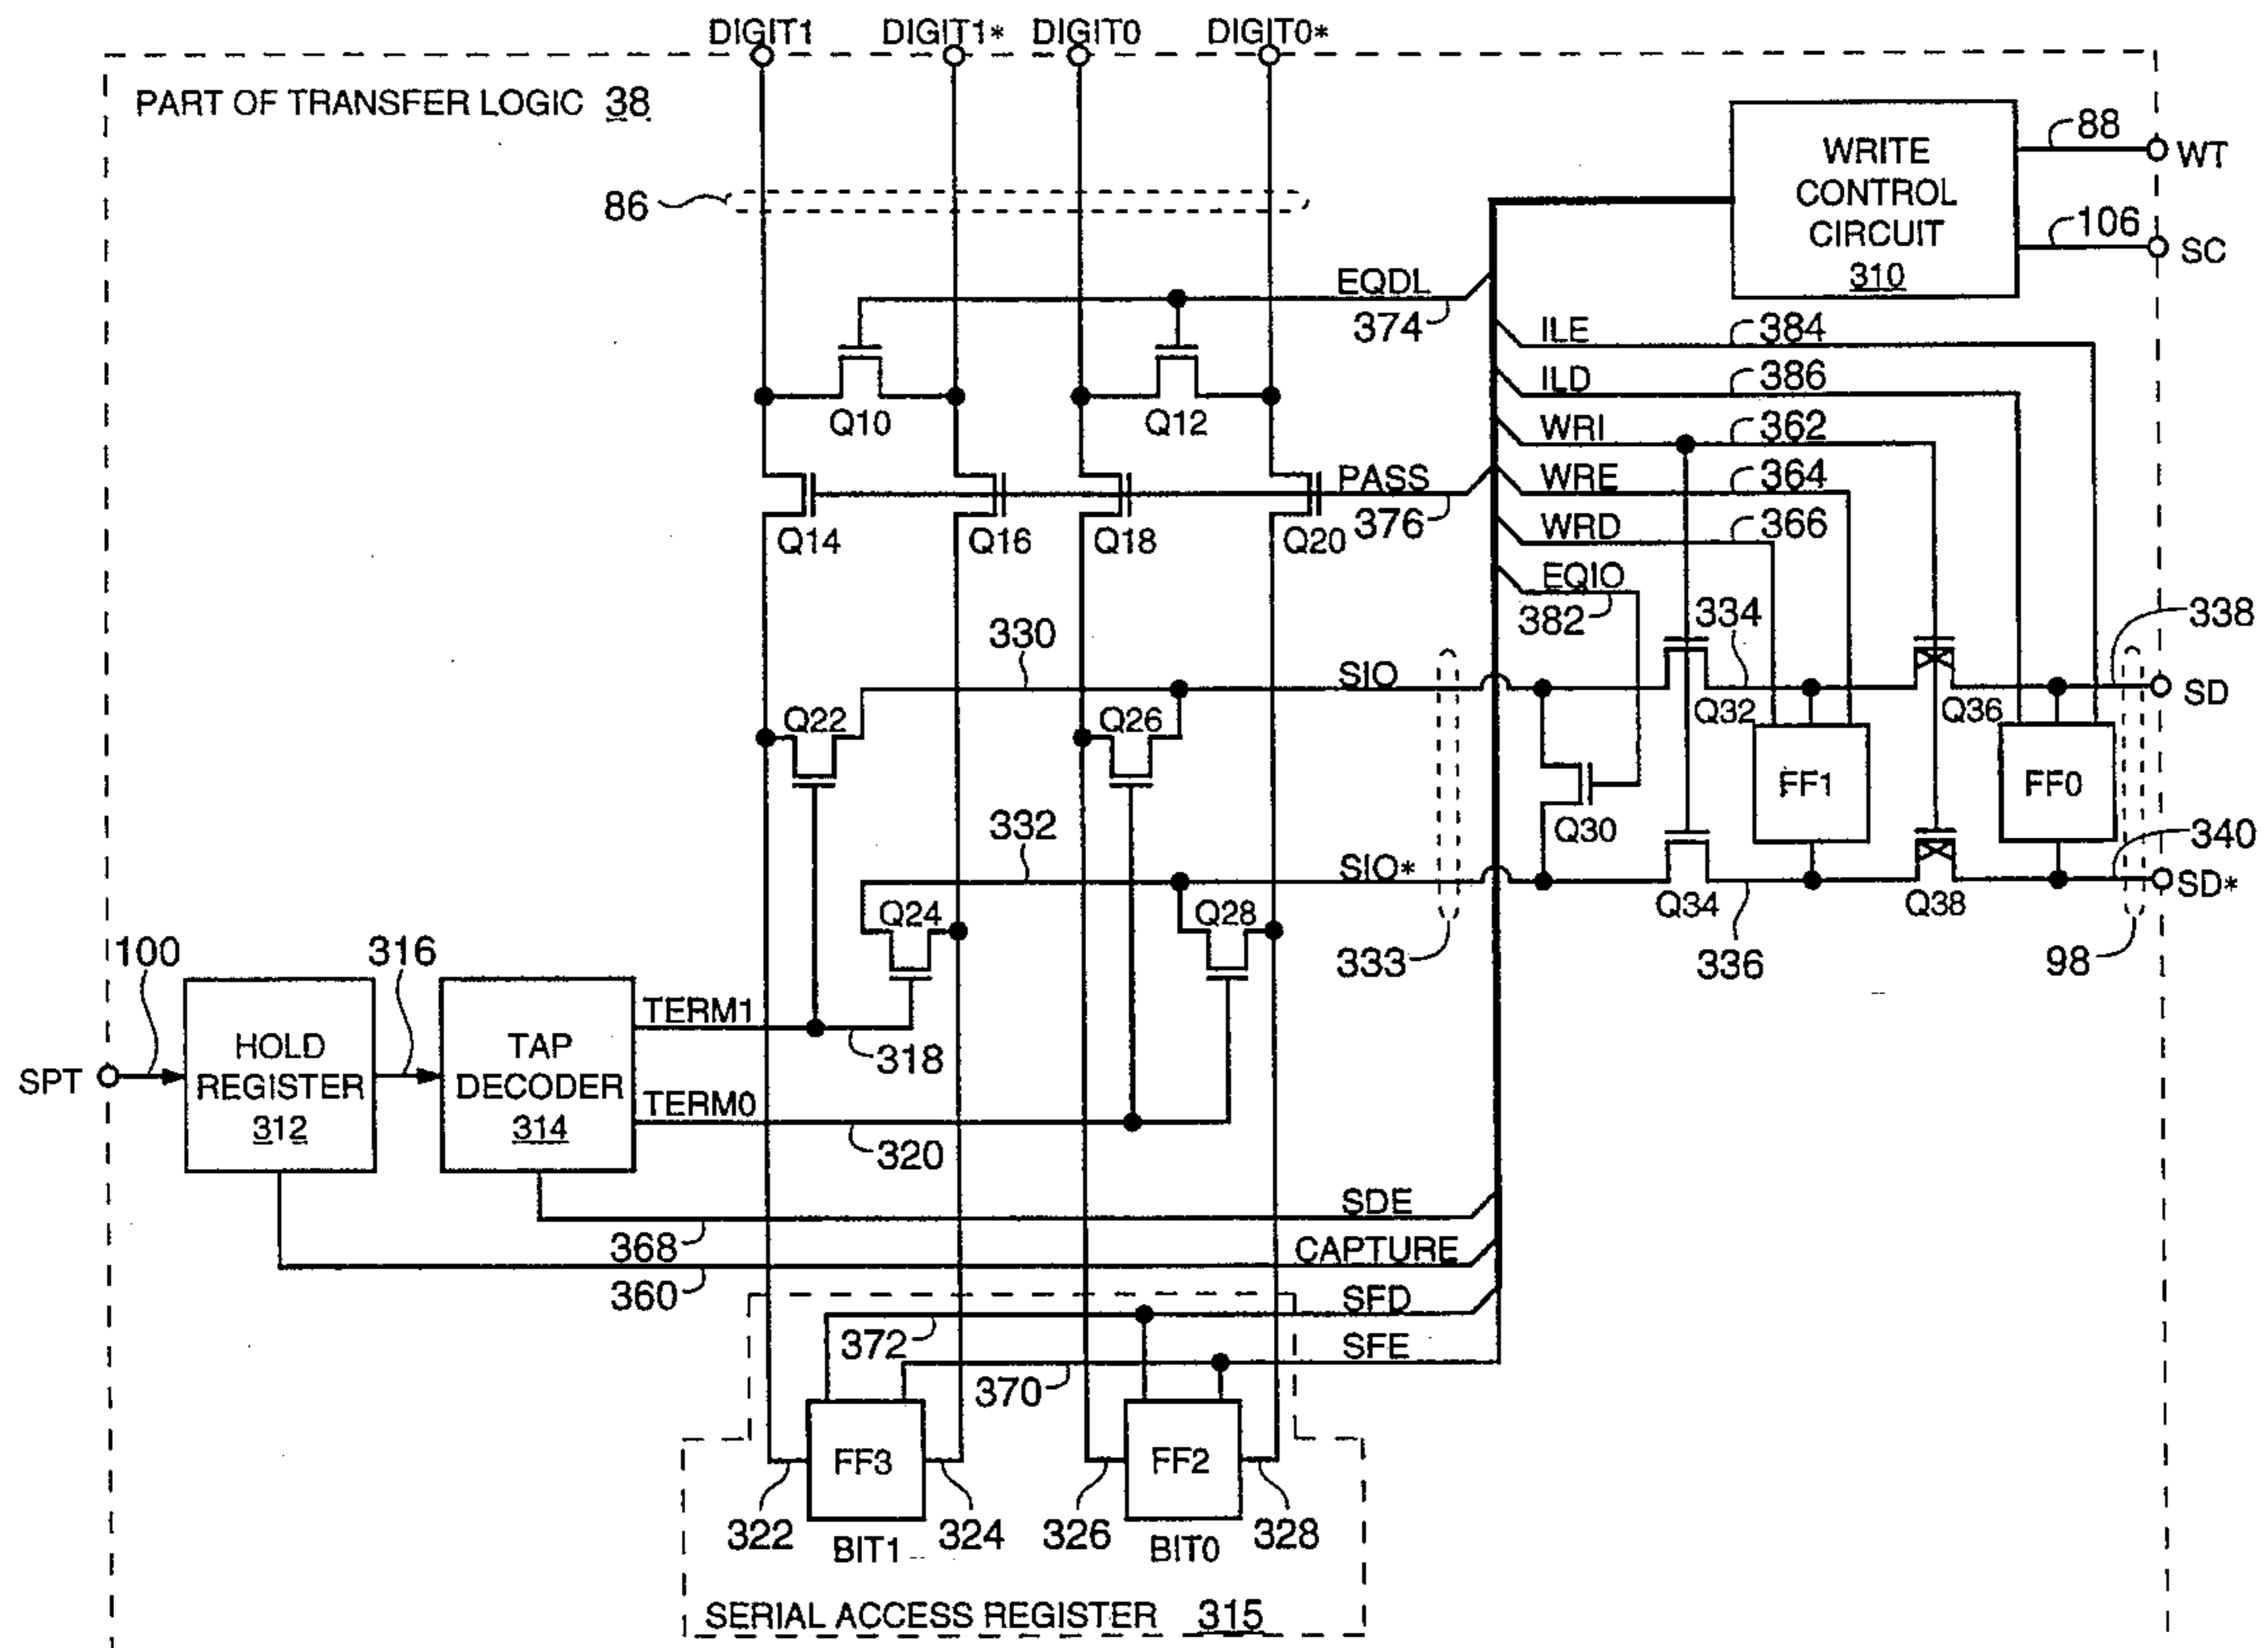 DIGIT1 DIGIT1* DIGIT0 DIGIT0*
PART OF TRANSFER LOGIC 38
WRITE
CONTROL
CIRCUIT
310
88
WT
106
SC
86
EQDL
374
ILE
384
ILD
386
WRI
362
WRE
364
WRD
366
EQIO
382
Q10
Q12
PASS
376
Q14
Q16
Q18
Q20
330
SIO
334
338
SD
Q22
Q26
Q32
Q36
FF1
FF0
Q30
332
SIO*
340
SD*
Q24
Q28
Q34
Q38
333
336
98
100
316
SPT
HOLD
REGISTER
312
TAP
DECODER
314
TERM1
318
TERM0
320
SDE
368
CAPTURE
360
SFD
372
SFE
370
FF3
FF2
322
324
326
328
BIT1
BIT0
SERIAL ACCESS REGISTER 315